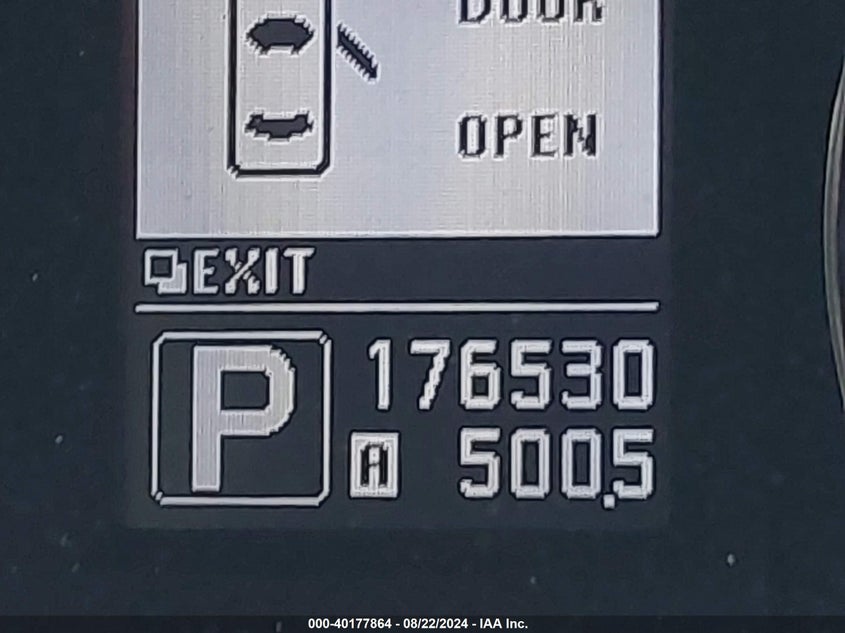 DOOR
OPEN
EXIT
P
176530
A 500.5
000-40177864 - 08/22/2024 - IAA Inc.